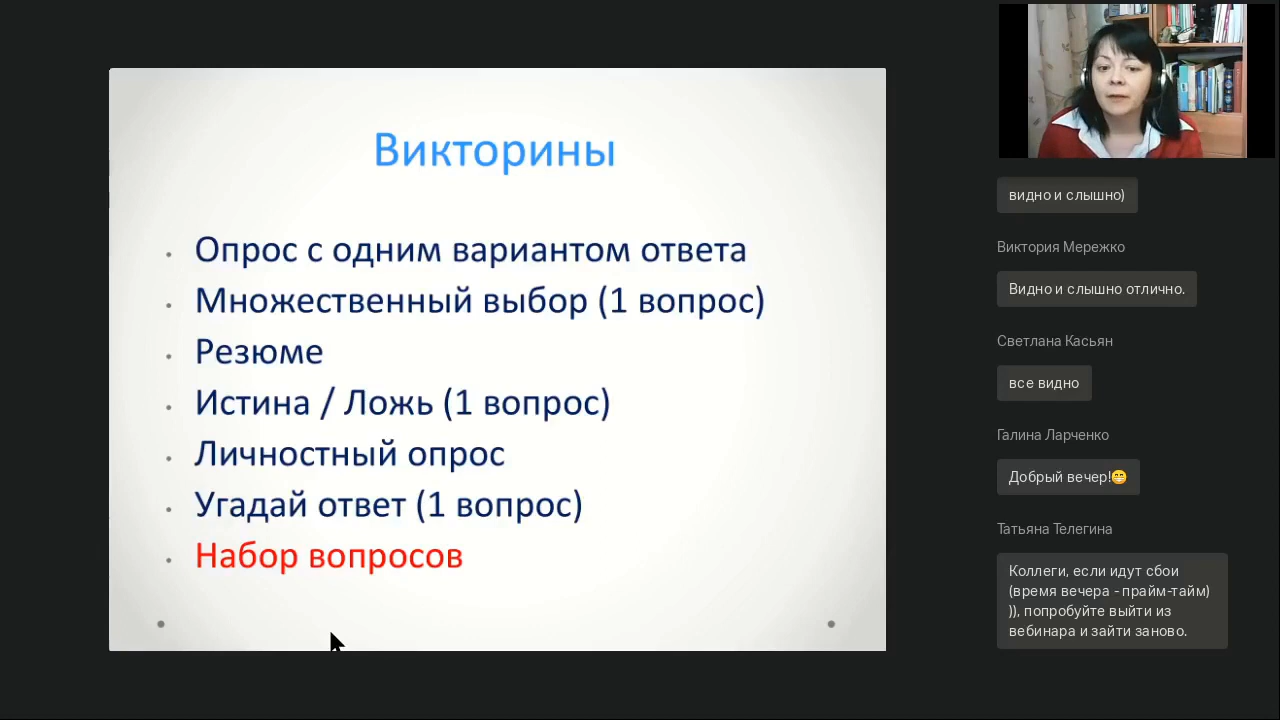 Викторины
Опрос с одним вариантом ответа
Множественный выбор (1 вопрос)
Резюме
Истина / Ложь (1 вопрос)
Личностный опрос
Угадай ответ (1 вопрос)
Набор вопросов
видно и слышно)
Виктория Мережко
Видно и слышно отлично.
Светлана Касьян
все видно
Галина Ларченко
Добрый вечер!😁
Татьяна Телегина
Коллеги, если идут сбои
(время вечера - прайм-тайм)
)), попробуйте выйти из
вебинара и зайти заново.